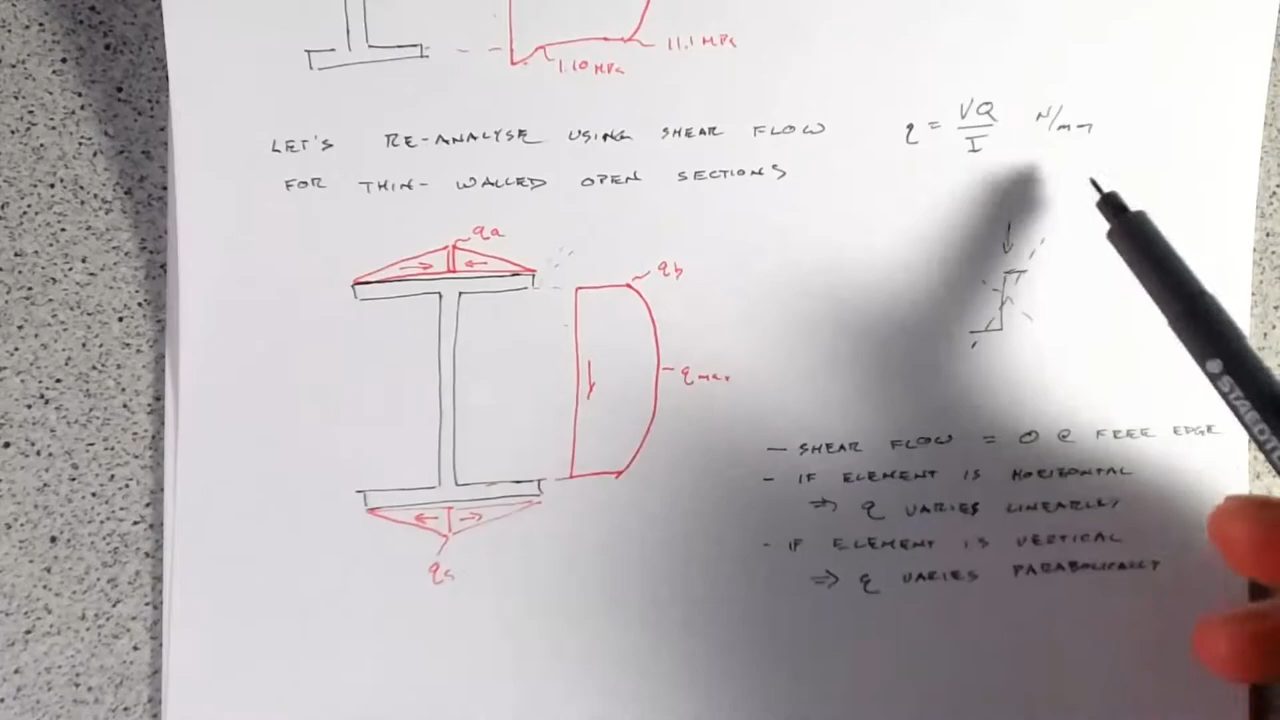 11.1 MPa
1.10 MPa
LET'S RE-ANALYSE USING SHEAR FLOW
FOR THIN-WALLED OPEN SECTIONS
q = VQ/I N/mm
qa
qb
qmax
qa
— SHEAR FLOW = 0 @ FREE EDGE
- IF ELEMENT IS HORIZONTAL
⇒ q VARIES LINEARLY
- IF ELEMENT IS VERTICAL
⇒ q VARIES PARABOLICALLY
STAEDTL